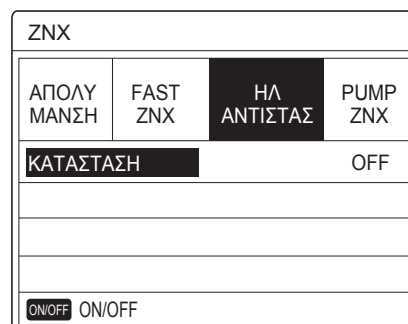 ZNX
ΑΠΟΛΥ
ΜΑΝΣΗ
FAST
ZNX
ΗΛ
ΑΝΤΙΣΤΑΣ
PUMP
ZNX
ΚΑΤΑΣΤΑΣΗ OFF
ON/OFF ON/OFF